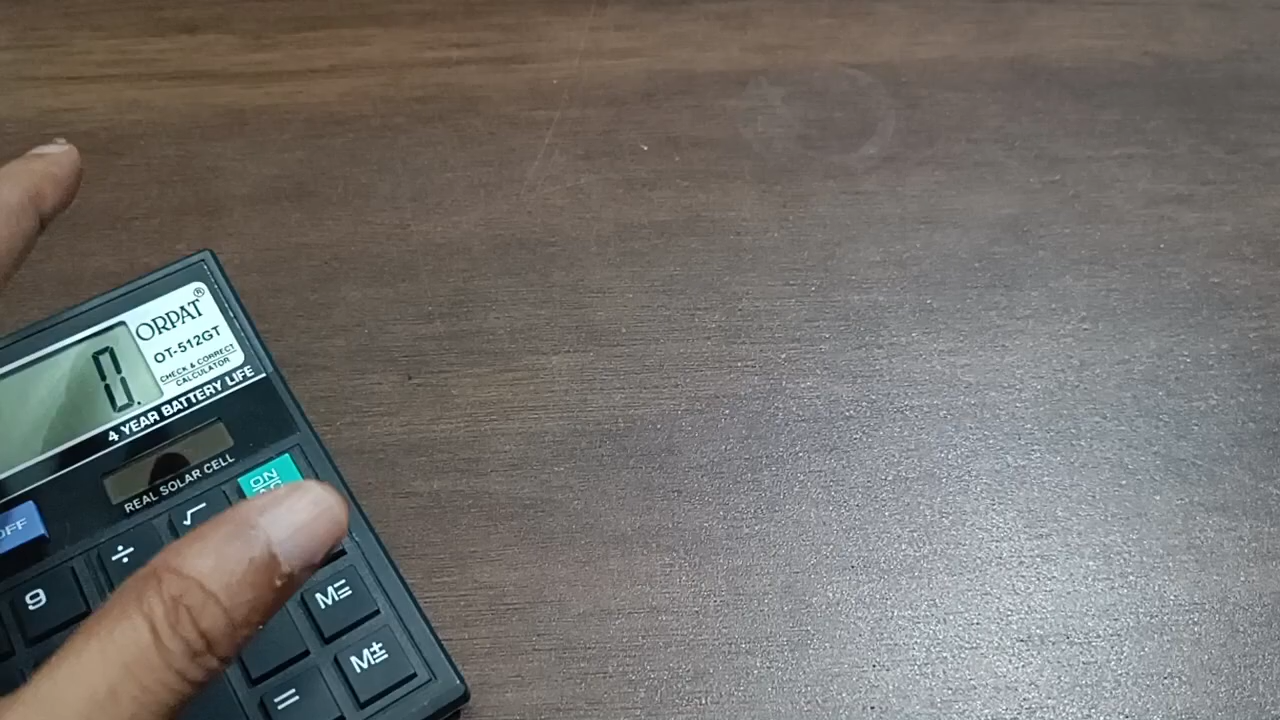 ORPAT®
OT-512GT
CHECK & CORRECT
CALCULATOR
0.
4 YEAR BATTERY LIFE
REAL SOLAR CELL
ON
OFF
√
÷
9
M=
M±
=